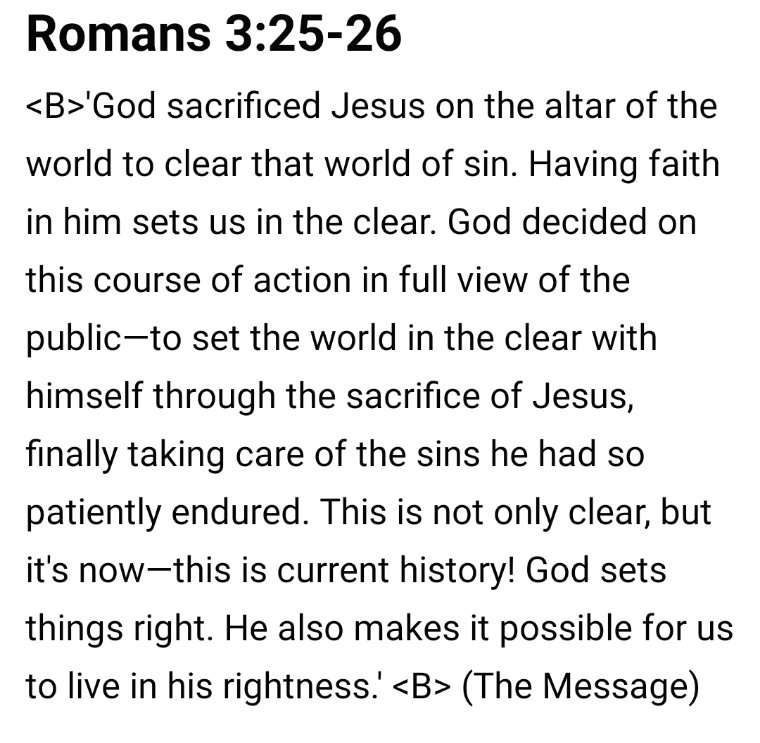 Romans 3:25-26
<B>'God sacrificed Jesus on the altar of the
world to clear that world of sin. Having faith
in him sets us in the clear. God decided on
this course of action in full view of the
public—to set the world in the clear with
himself through the sacrifice of Jesus,
finally taking care of the sins he had so
patiently endured. This is not only clear, but
it's now—this is current history! God sets
things right. He also makes it possible for us
to live in his rightness.' <B> (The Message)